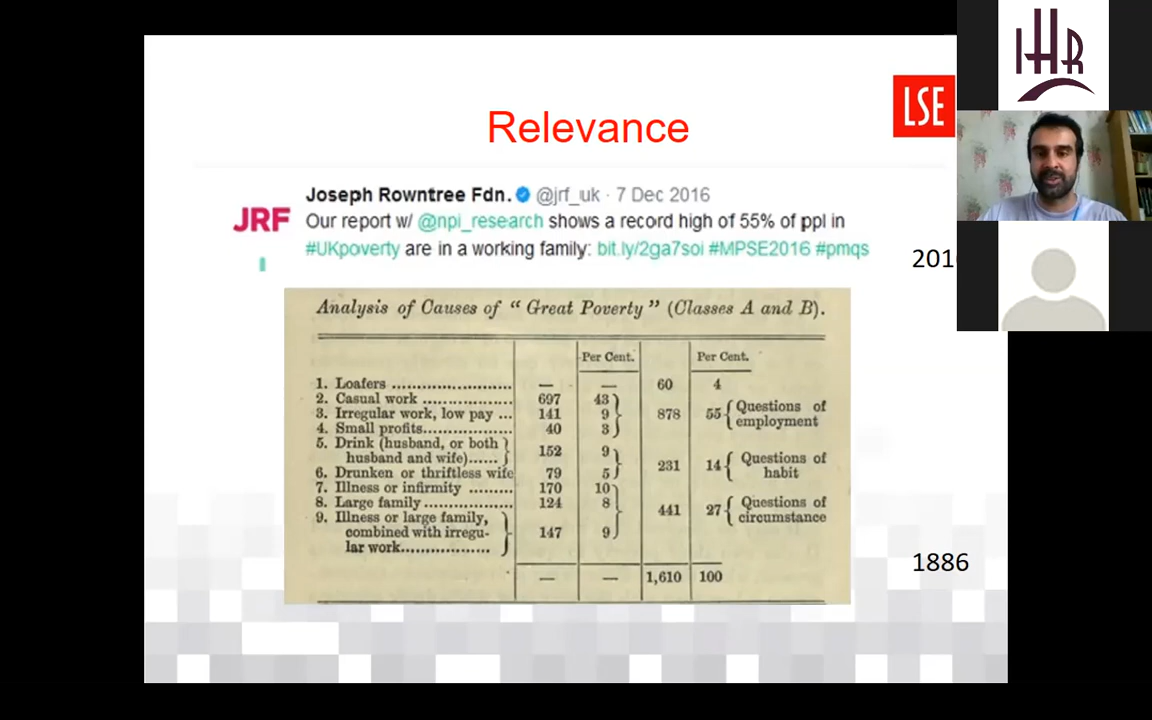 IHR
LSE
Relevance
Joseph Rowntree Fdn. @jrf_uk · 7 Dec 2016
JRF
Our report w/ @npi_research shows a record high of 55% of ppl in
#UKpoverty are in a working family: bit.ly/2ga7soi #MPSE2016 #pmqs
201
Analysis of Causes of “Great Poverty” (Classes A and B).
Per Cent. Per Cent.
1. Loafers ........................ — — 60 4
2. Casual work .................. 697 43
3. Irregular work, low pay ... 141 9 878 55 Questions of employment
4. Small profits.................. 40 3
5. Drink (husband, or both husband and wife)...... 152 9
6. Drunken or thriftless wife 79 5 231 14 Questions of habit
7. Illness or infirmity ......... 170 10
8. Large family .................. 124 8 441 27 Questions of circumstance
9. Illness or large family, combined with irregu-
lar work.................. 147 9
— — 1,610 100
1886